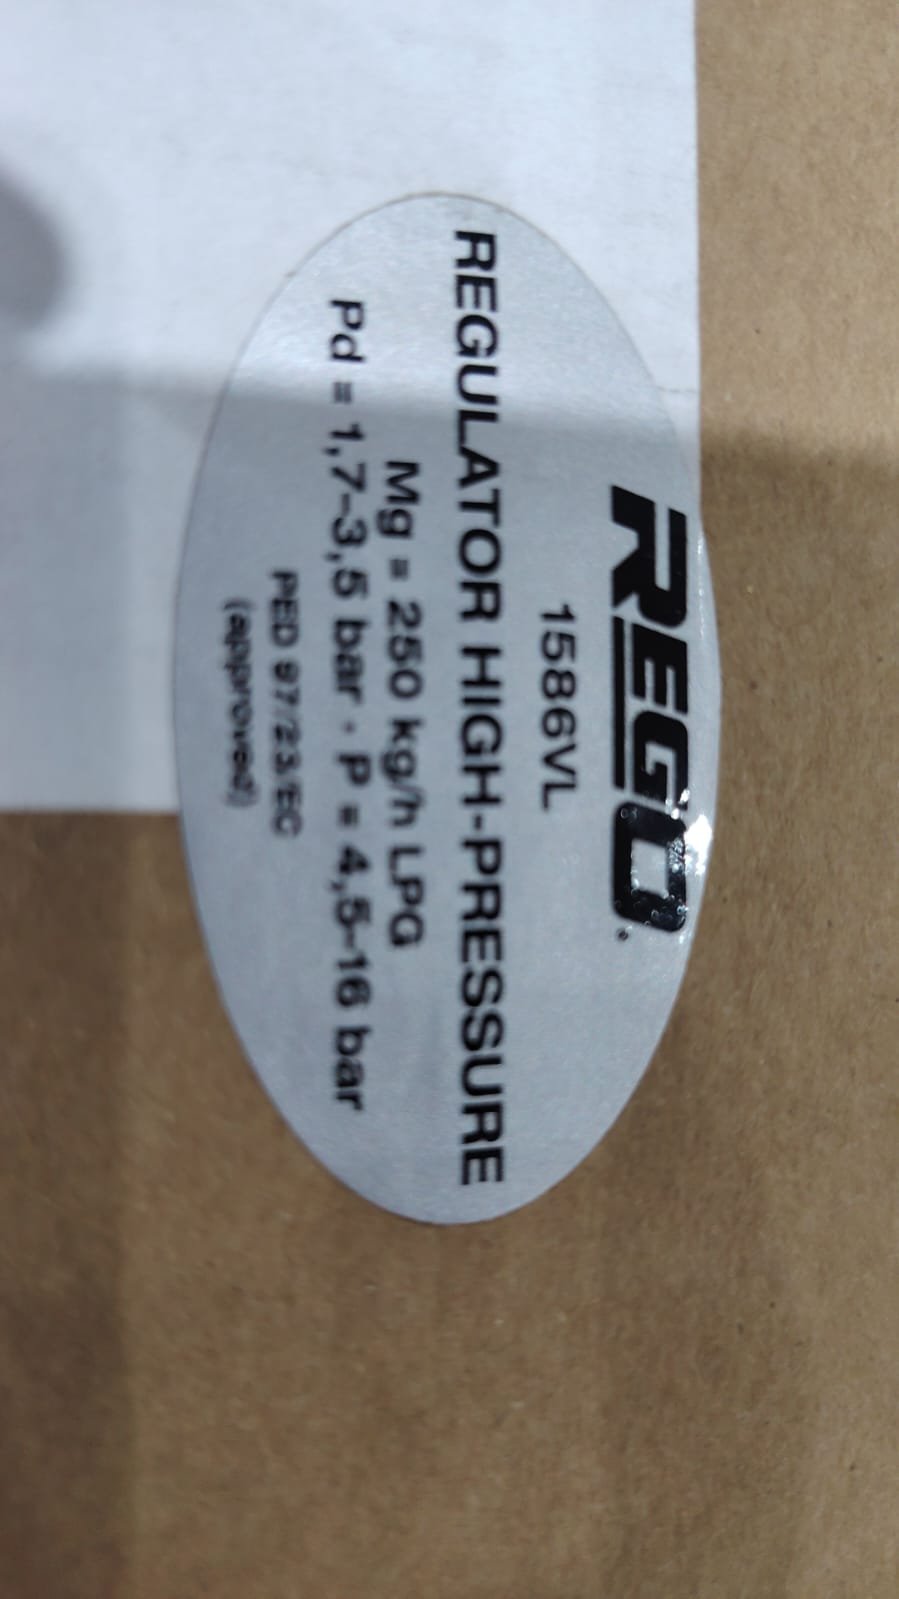 REGO
1586VL
REGULATOR HIGH-PRESSURE
Mg = 250 kg/h LPG
Pd = 1,7-3,5 bar · P = 4,5-16 bar
PED 97/23/EC
(approved)